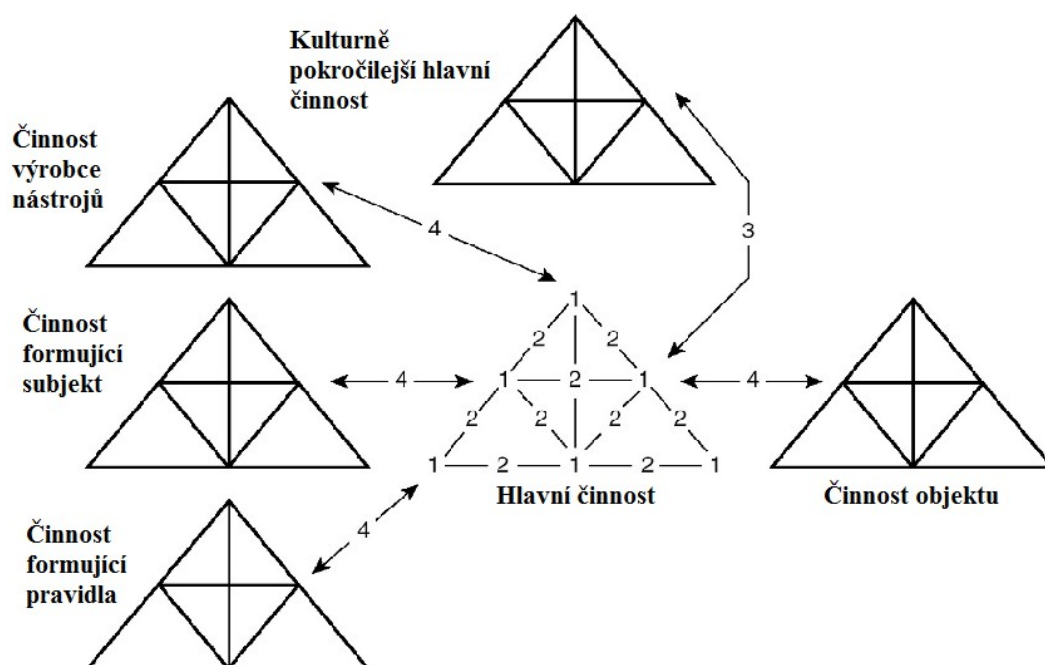 Kulturně
pokročilejší hlavní
činnost
Činnost
výrobce
nástrojů
4
3
1
Činnost
formující
subjekt
2 2
4 1 2 1 4
2 2 2 2
1 2 1 2 1
Hlavní činnost
Činnost objektu
4
Činnost
formující
pravidla